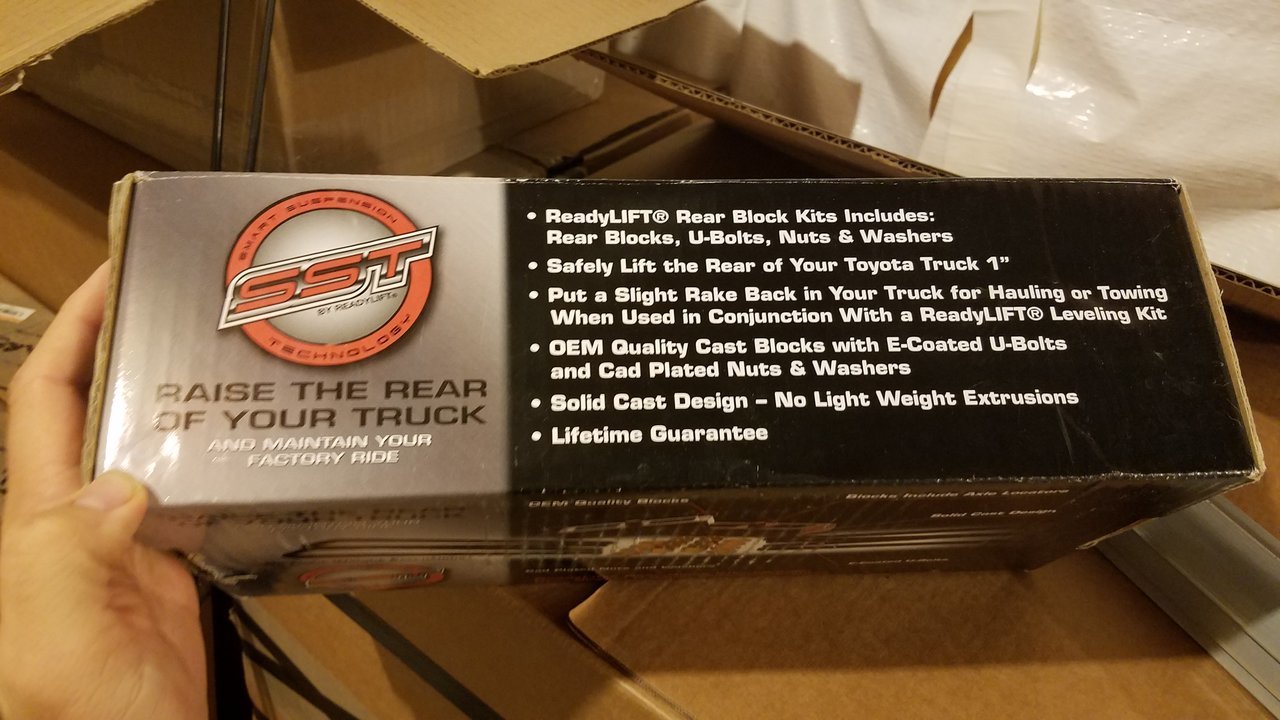 SMART SUSPENSION
SST
BY READYLIFT®
TECHNOLOGY
RAISE THE REAR
OF YOUR TRUCK
AND MAINTAIN YOUR
FACTORY RIDE
• ReadyLIFT® Rear Block Kits Includes:
Rear Blocks, U-Bolts, Nuts & Washers
• Safely Lift the Rear of Your Toyota Truck 1”
• Put a Slight Rake Back in Your Truck for Hauling or Towing
When Used in Conjunction With a ReadyLIFT® Leveling Kit
• OEM Quality Cast Blocks with E-Coated U-Bolts
and Cad Plated Nuts & Washers
• Solid Cast Design – No Light Weight Extrusions
• Lifetime Guarantee
OEM Quality Blocks
Blocks Include Axle Locators
Solid Cast Design